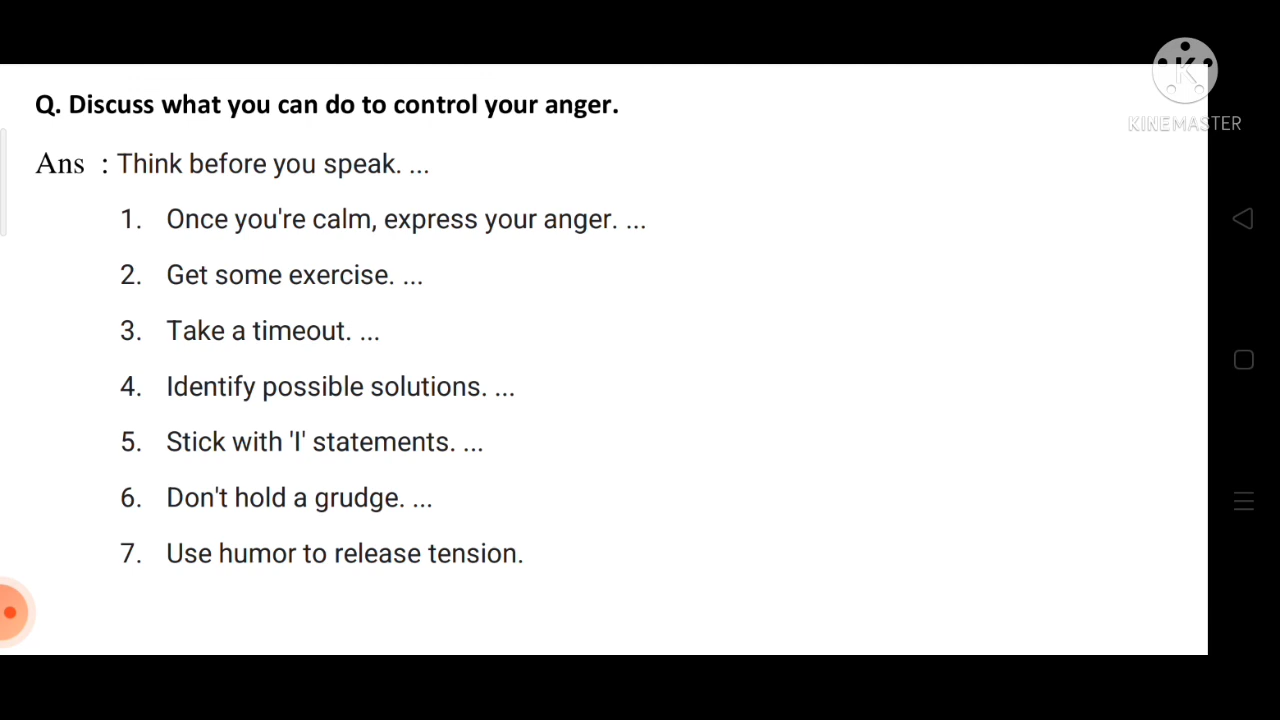 KINEMASTER
Q. Discuss what you can do to control your anger.
Ans : Think before you speak. ...
1. Once you're calm, express your anger. ...
2. Get some exercise. ...
3. Take a timeout. ...
4. Identify possible solutions. ...
5. Stick with 'I' statements. ...
6. Don't hold a grudge. ...
7. Use humor to release tension.